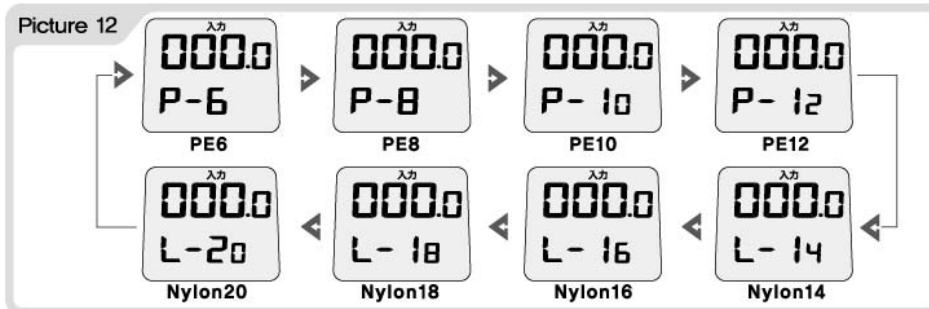 Picture 12
入力 入力 入力 入力
000.0 000.0 000.0 000.0
P-6 P-8 P-10 P-12
PE6 PE8 PE10 PE12
入力 入力 入力 入力
000.0 000.0 000.0 000.0
L-20 L-18 L-16 L-14
Nylon20 Nylon18 Nylon16 Nylon14